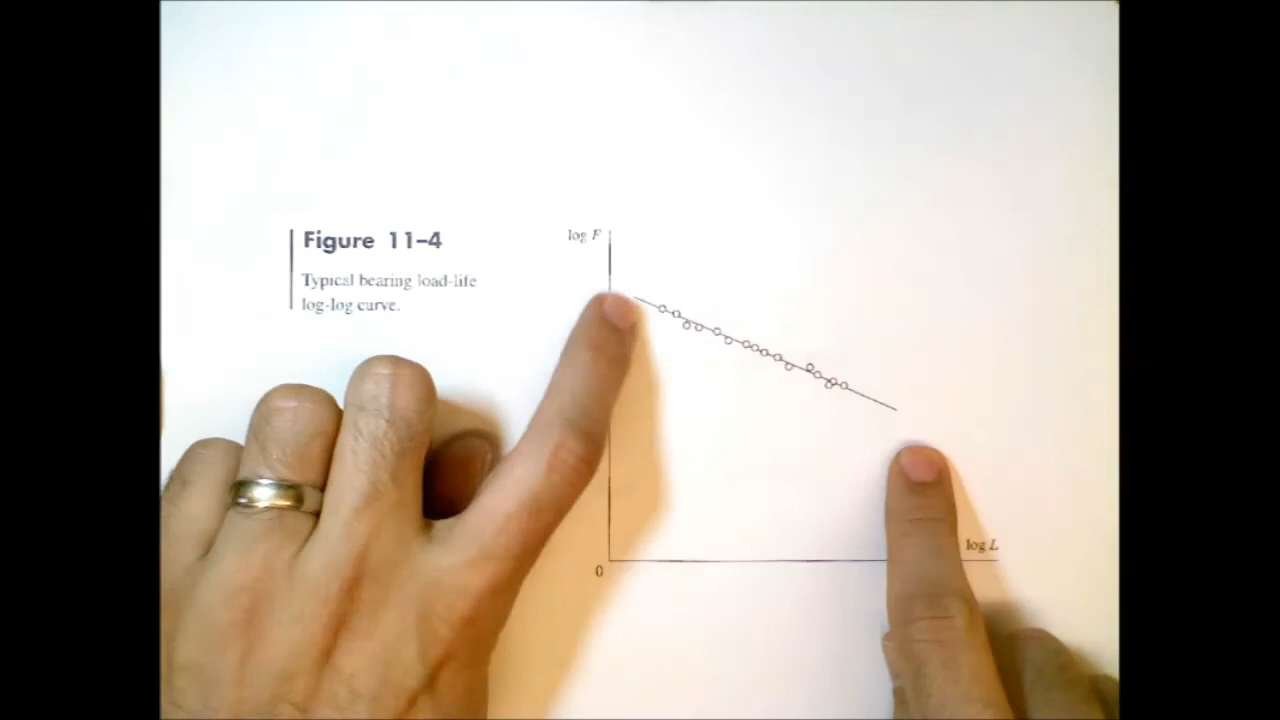 Figure 11–4
Typical bearing load-life
log-log curve.
log F
log L
0